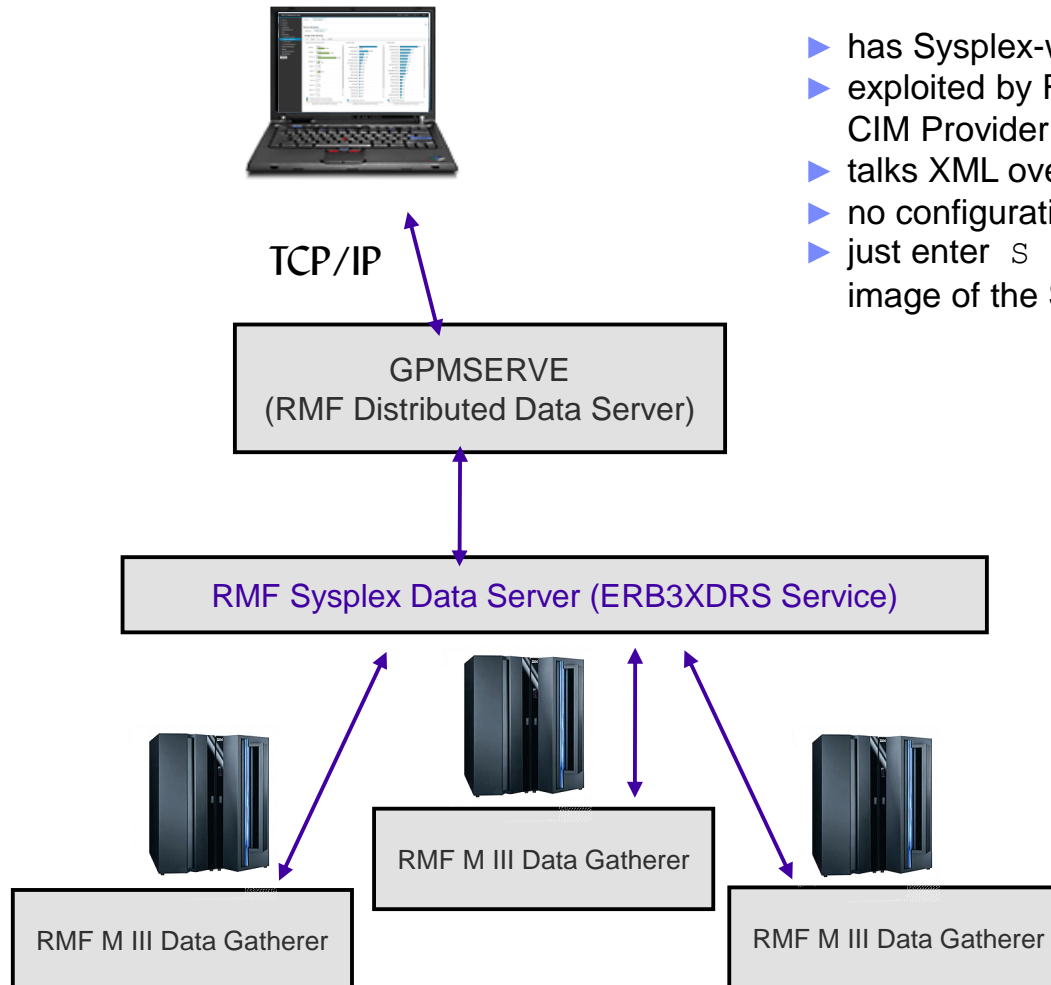 has Sysplex-
exploited by
CIM Provider
talks XML
no
just enter S
image of the
TCP/IP
GPMSERVE
(RMF Distributed Data Server)
RMF Sysplex Data Server (ERB3XDRS Service)
RMF M III Data Gatherer
RMF M III Data Gatherer
RMF M III Data Gatherer